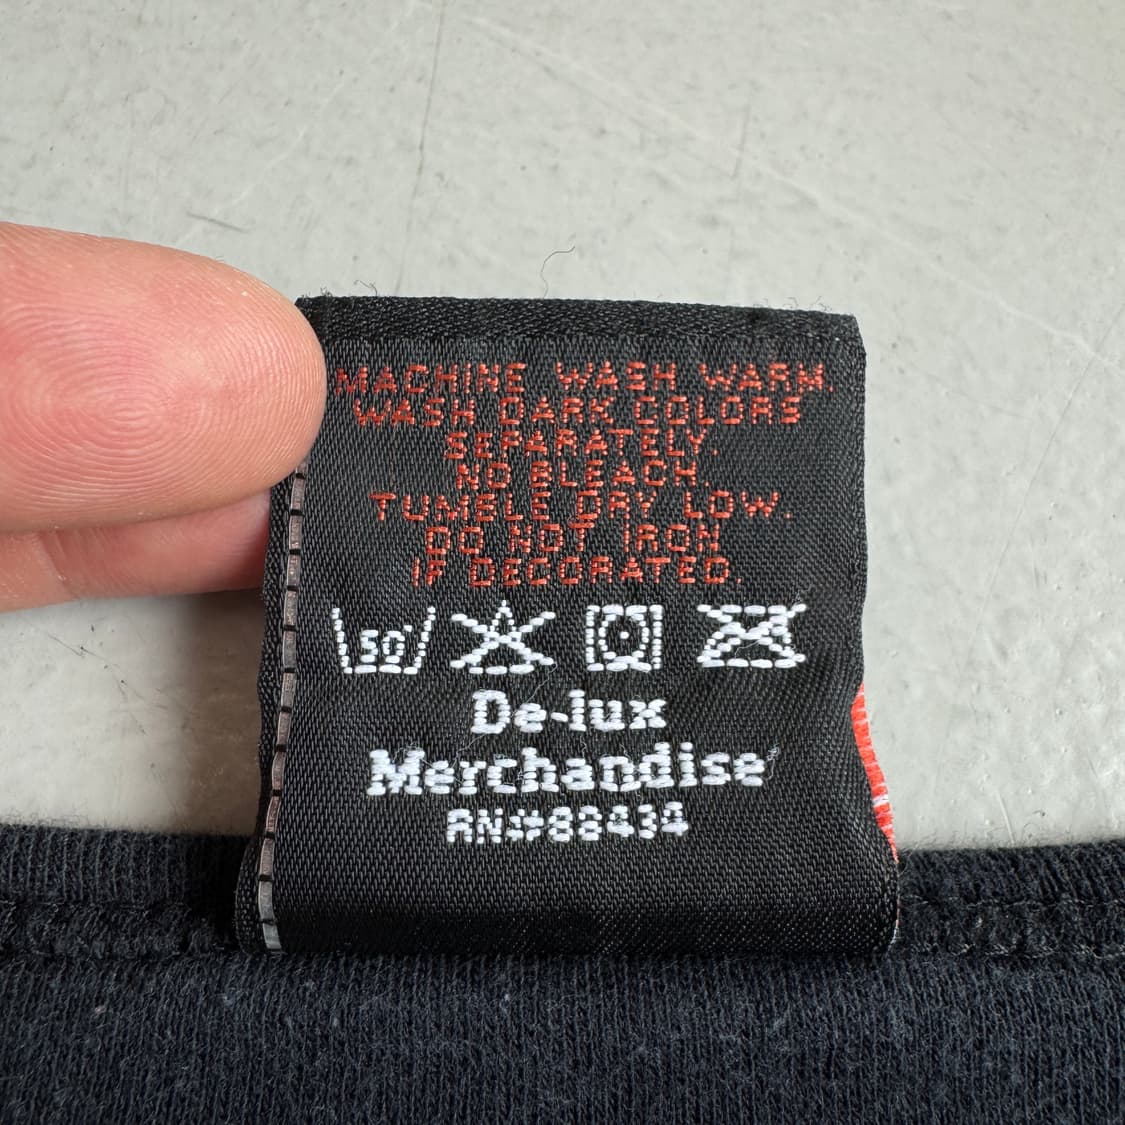 MACHINE WASH WARM.
WASH DARK COLORS
SEPARATELY.
NO BLEACH.
TUMBLE DRY LOW.
DO NOT IRON
IF DECORATED.
50°
De-lux
Merchandise
RN#88434